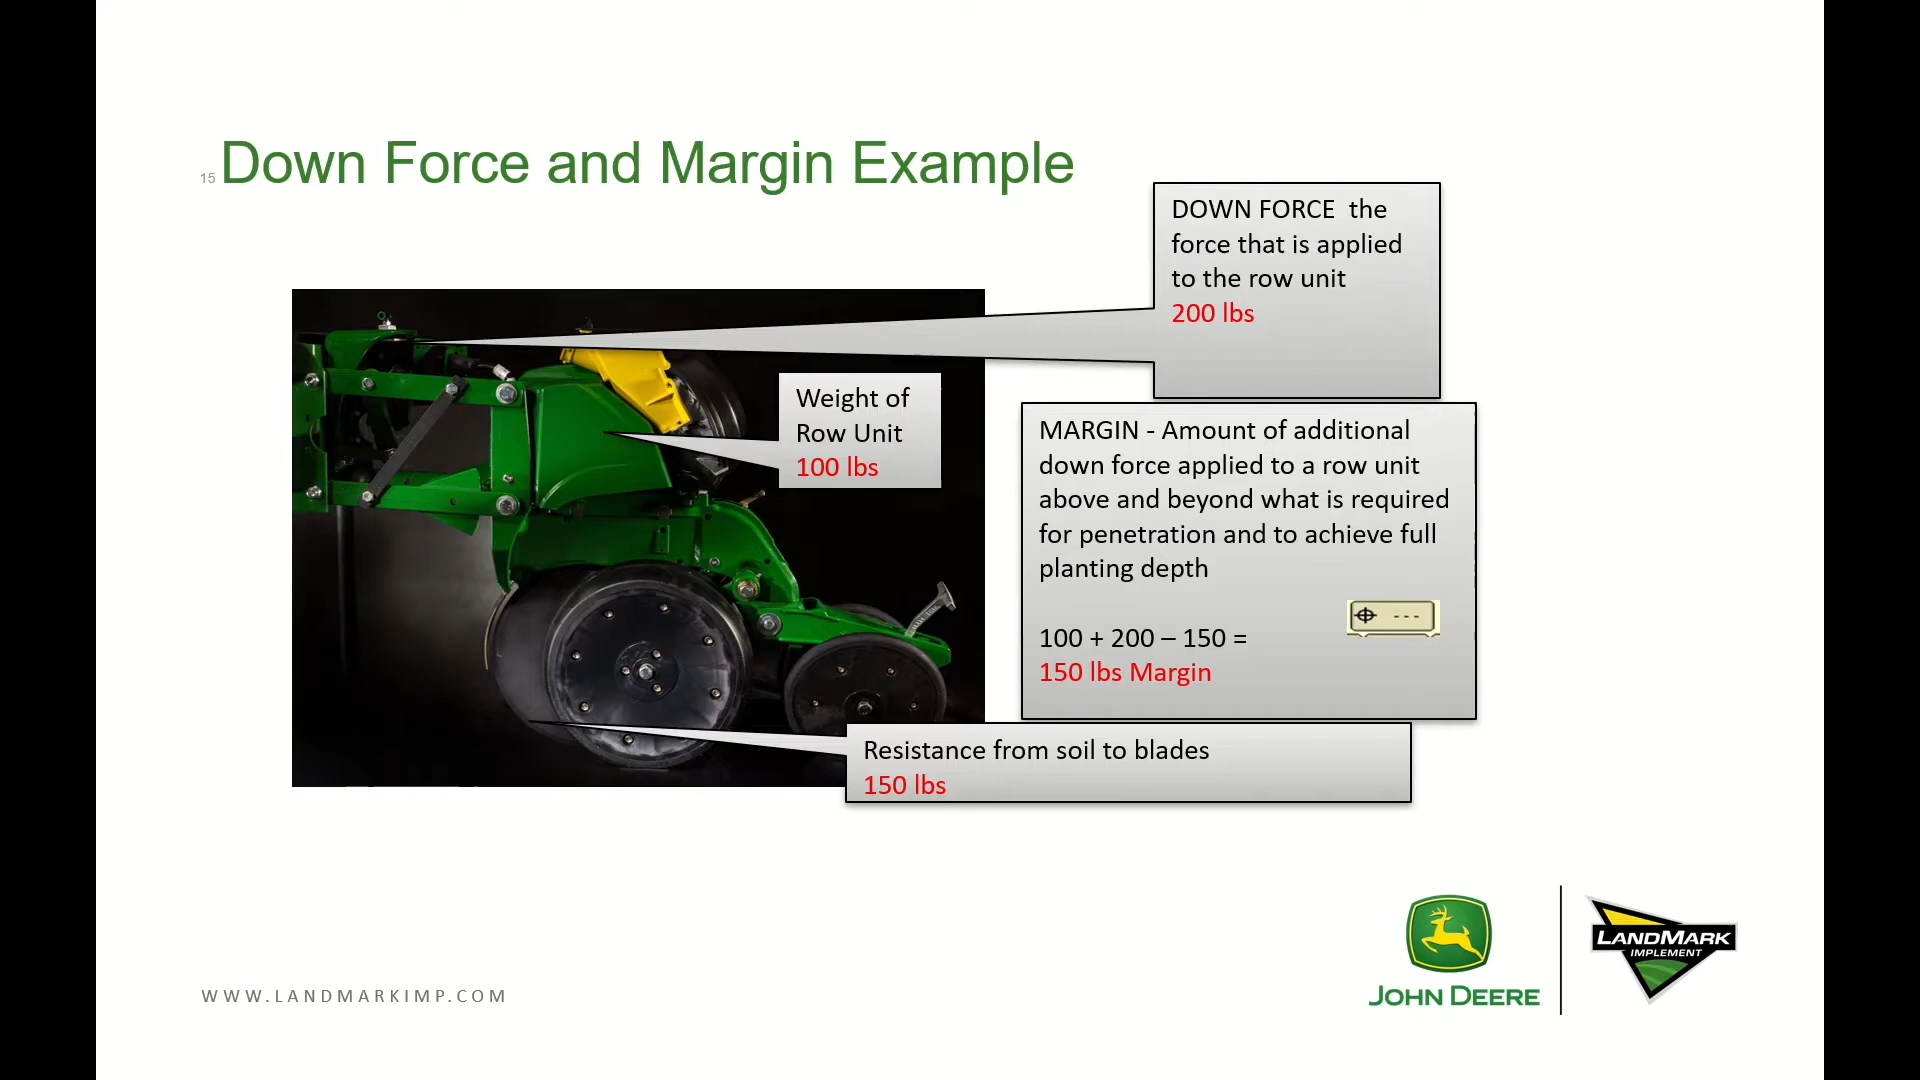 15
Down Force and Margin Example
DOWN FORCE the
force that is applied
to the row unit
200 lbs
Weight of
Row Unit
100 lbs
MARGIN - Amount of additional
down force applied to a row unit
above and beyond what is required
for penetration and to achieve full
planting depth
---
100 + 200 – 150 =
150 lbs Margin
Resistance from soil to blades
150 lbs
WWW.LANDMARKIMP.COM
JOHN DEERE
LANDMARK
IMPLEMENT